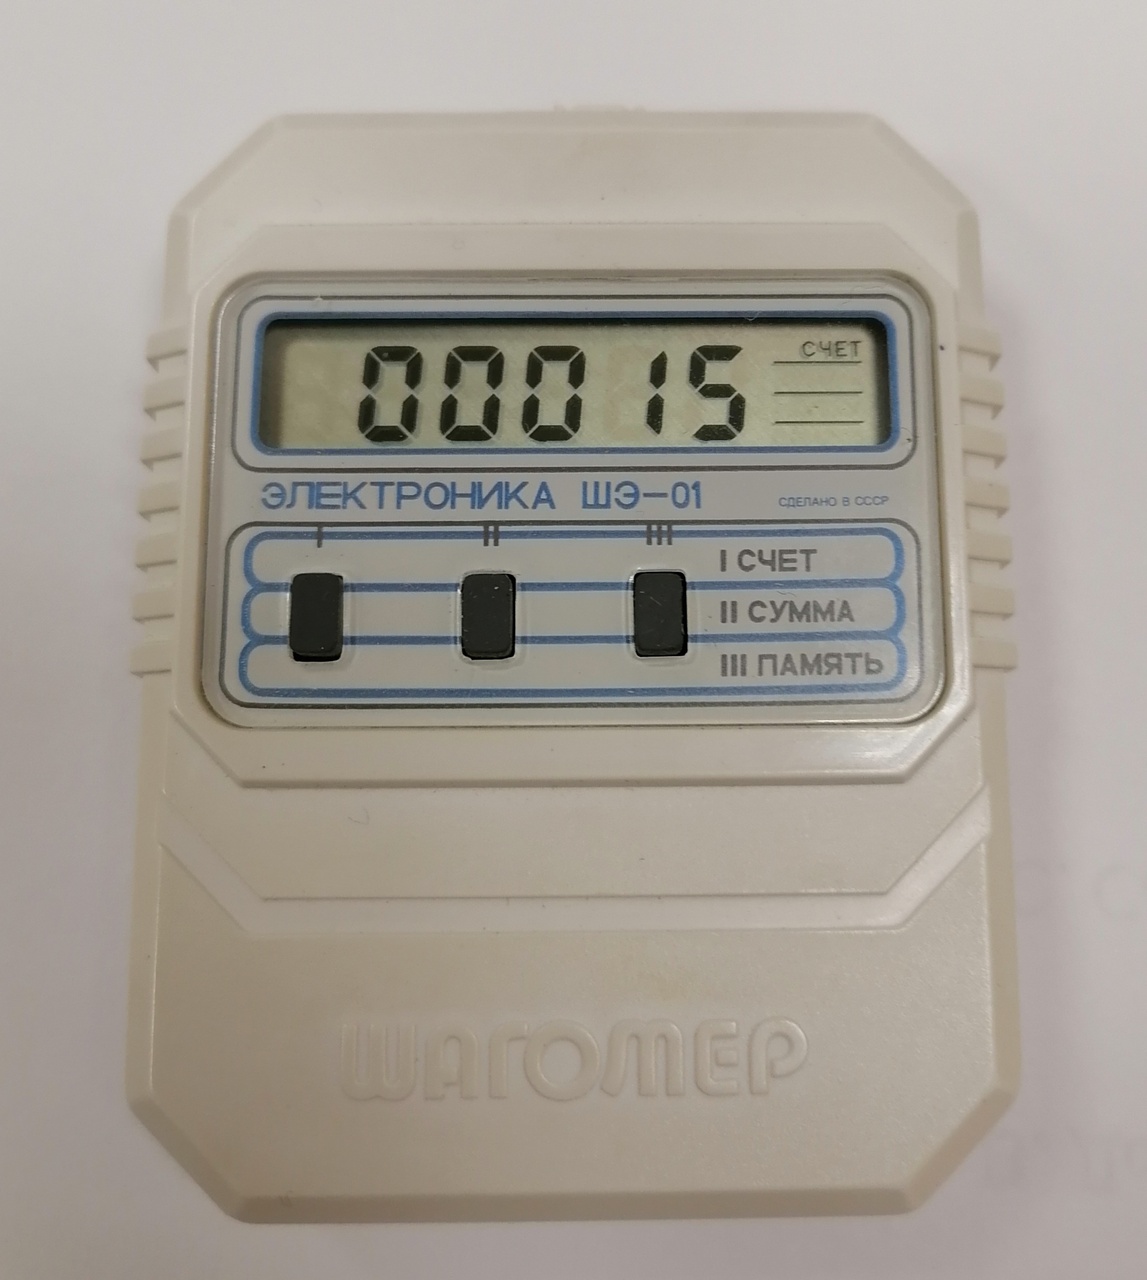 00015
СЧЕТ
ЭЛЕКТРОНИКА ШЭ-01
СДЕЛАНО В СССР
I II III
I СЧЕТ
II СУММА
III ПАМЯТЬ
ШАГОМЕР